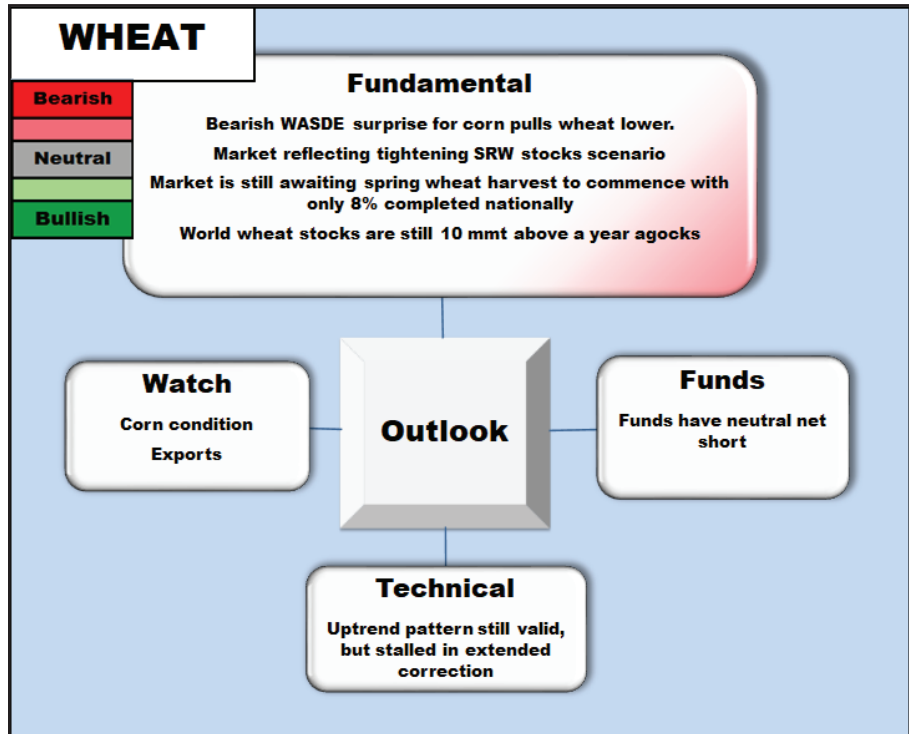 WHEAT
Bearish
Neutral
Bullish
Fundamental
Bearish WASDE surprise for corn pulls wheat lower.
Market reflecting tightening SRW stocks scenario
Market is still awaiting spring wheat harvest to commence with
only 8% completed nationally
World wheat stocks are still 10 mmt above a year agocks
Watch
Corn condition
Exports
Outlook
Funds
Funds have neutral net
short
Technical
Uptrend pattern still valid,
but stalled in extended
correction